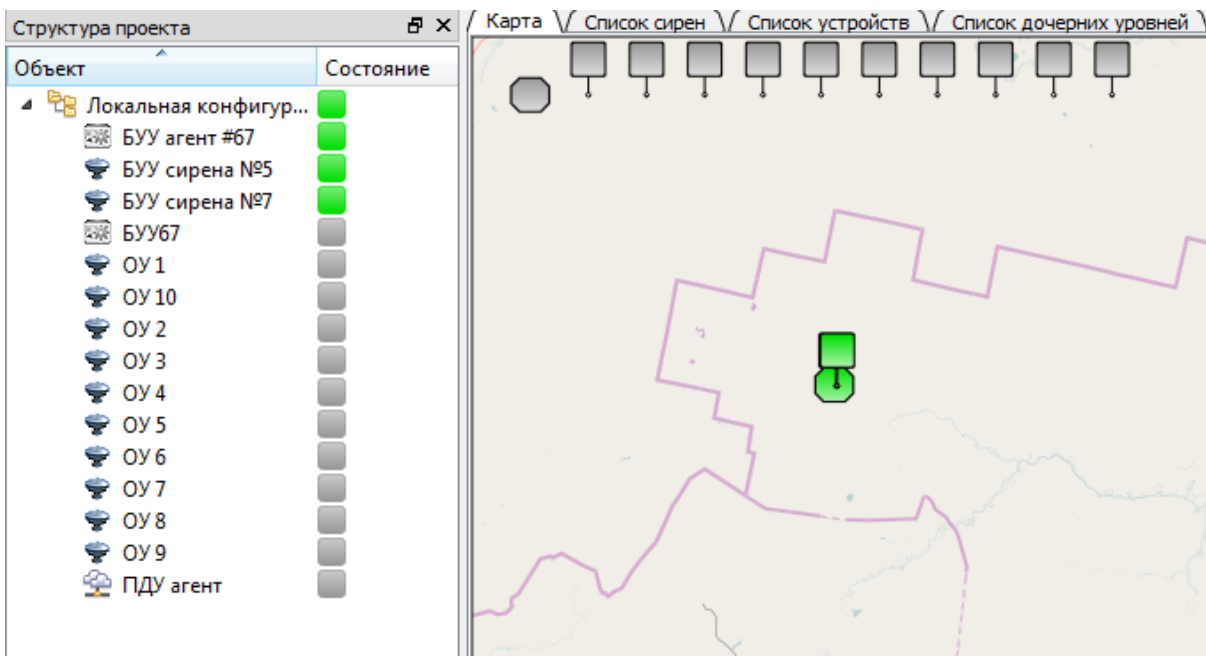 Структура проекта
Карта
Список сирен
Список устройств
Список дочерних уровней
Объект
Состояние
Локальная конфигур...
БУУ агент #67
БУУ сирена №5
БУУ сирена №7
БУУ67
ОУ 1
ОУ 10
ОУ 2
ОУ 3
ОУ 4
ОУ 5
ОУ 6
ОУ 7
ОУ 8
ОУ 9
ПДУ агент